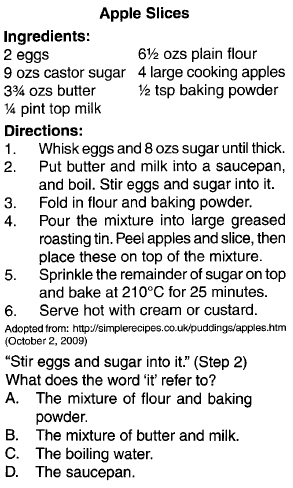 Apple Slices
Ingredients:
2 eggs 6½ ozs plain flour
9 ozs castor sugar 4 large cooking apples
3¾ ozs butter ½ tsp baking powder
¼ pint top milk
Directions:
1. Whisk eggs and 8 ozs sugar until thick.
2. Put butter and milk into a saucepan,
and boil. Stir eggs and sugar into it.
3. Fold in flour and baking powder.
4. Pour the mixture into large greased
roasting tin. Peel apples and slice, then
place these on top of the mixture.
5. Sprinkle the remainder of sugar on top
and bake at 210°C for 25 minutes.
6. Serve hot with cream or custard.
Adopted from: http://simplerecipes.co.uk/puddings/apples.htm
(October 2, 2009)
"Stir eggs and sugar into it." (Step 2)
What does the word 'it' refer to?
A. The mixture of flour and baking
powder.
B. The mixture of butter and milk.
C. The boiling water.
D. The saucepan.